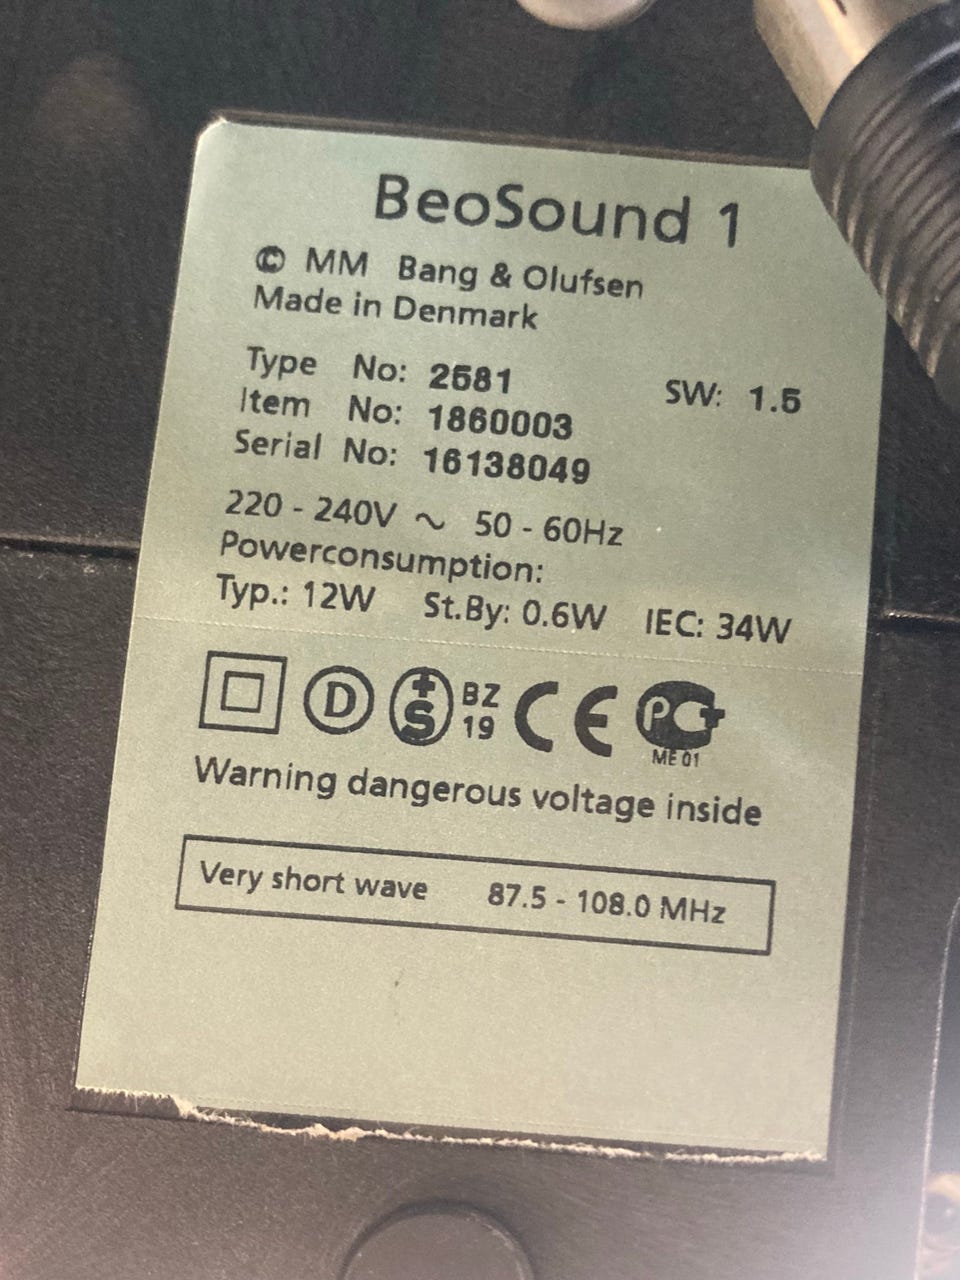 BeoSound 1
© MM Bang & Olufsen
Made in Denmark
Type No: 2581 SW: 1.5
Item No: 1860003
Serial No: 16138049
220 - 240V ~ 50 - 60Hz
Powerconsumption:
Typ.: 12W St.By: 0.6W IEC: 34W
D +S BZ 19 CE PCT
ME 01
Warning dangerous voltage inside
Very short wave 87.5 - 108.0 MHz